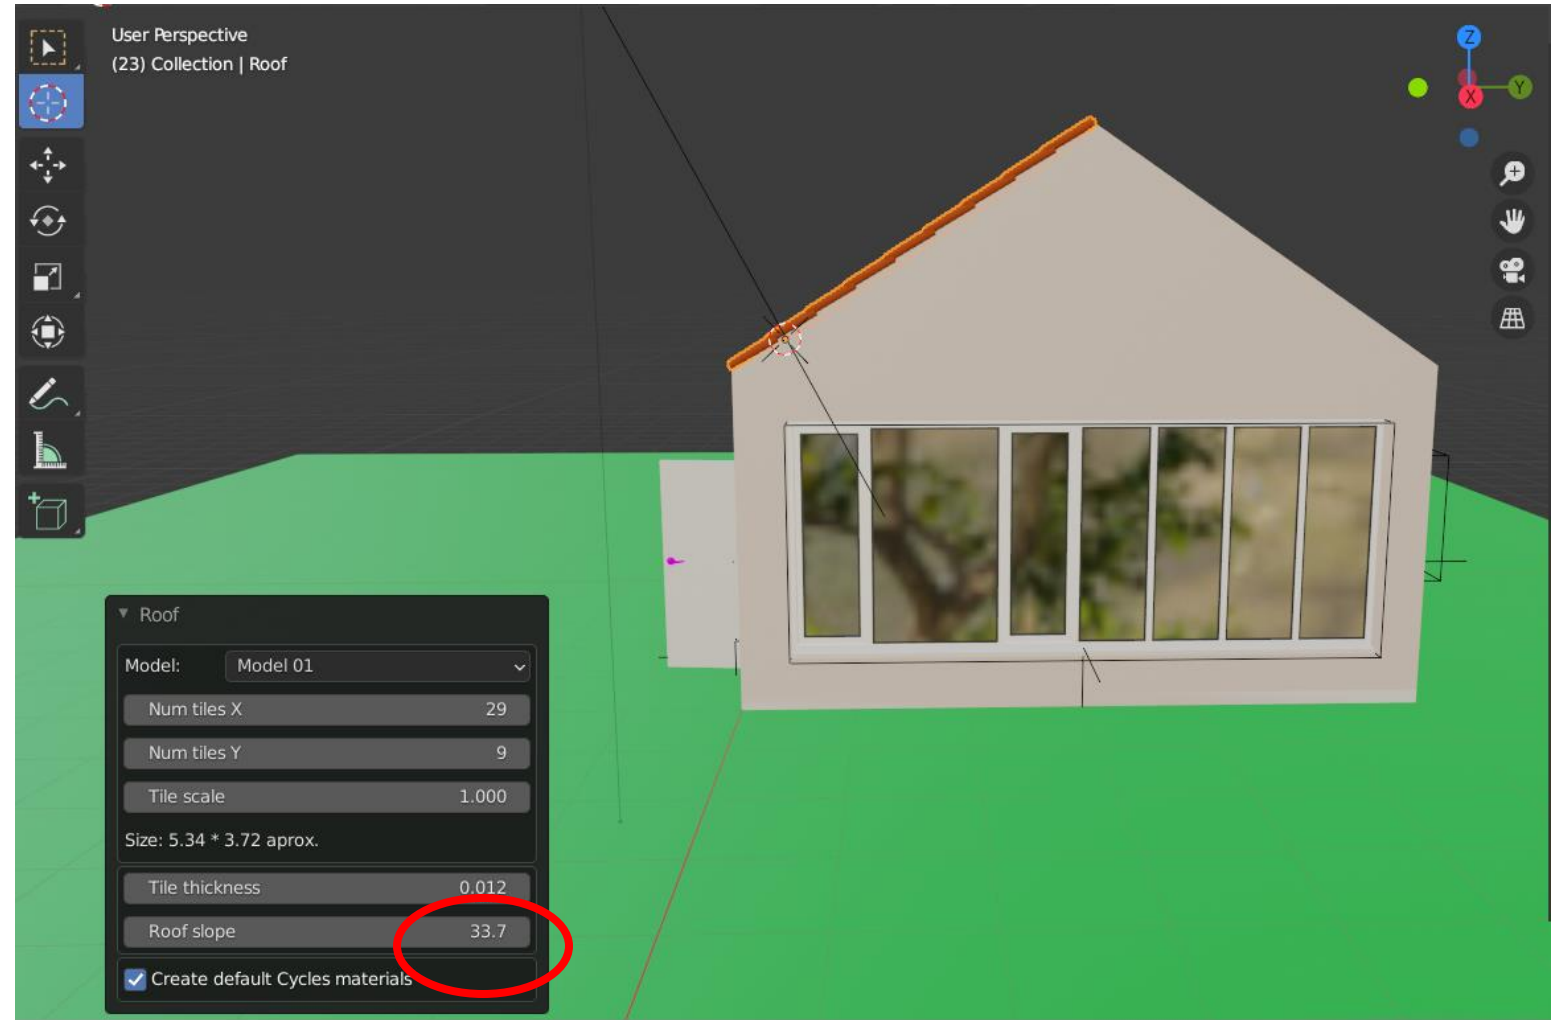 User Perspective
(23) Collection | Roof
Z
Y
X
Roof
Model: Model 01
Num tiles X 29
Num tiles Y 9
Tile scale 1.000
Size: 5.34 * 3.72 aprox.
Tile thickness 0.012
Roof slope 33.7
Create default Cycles materials